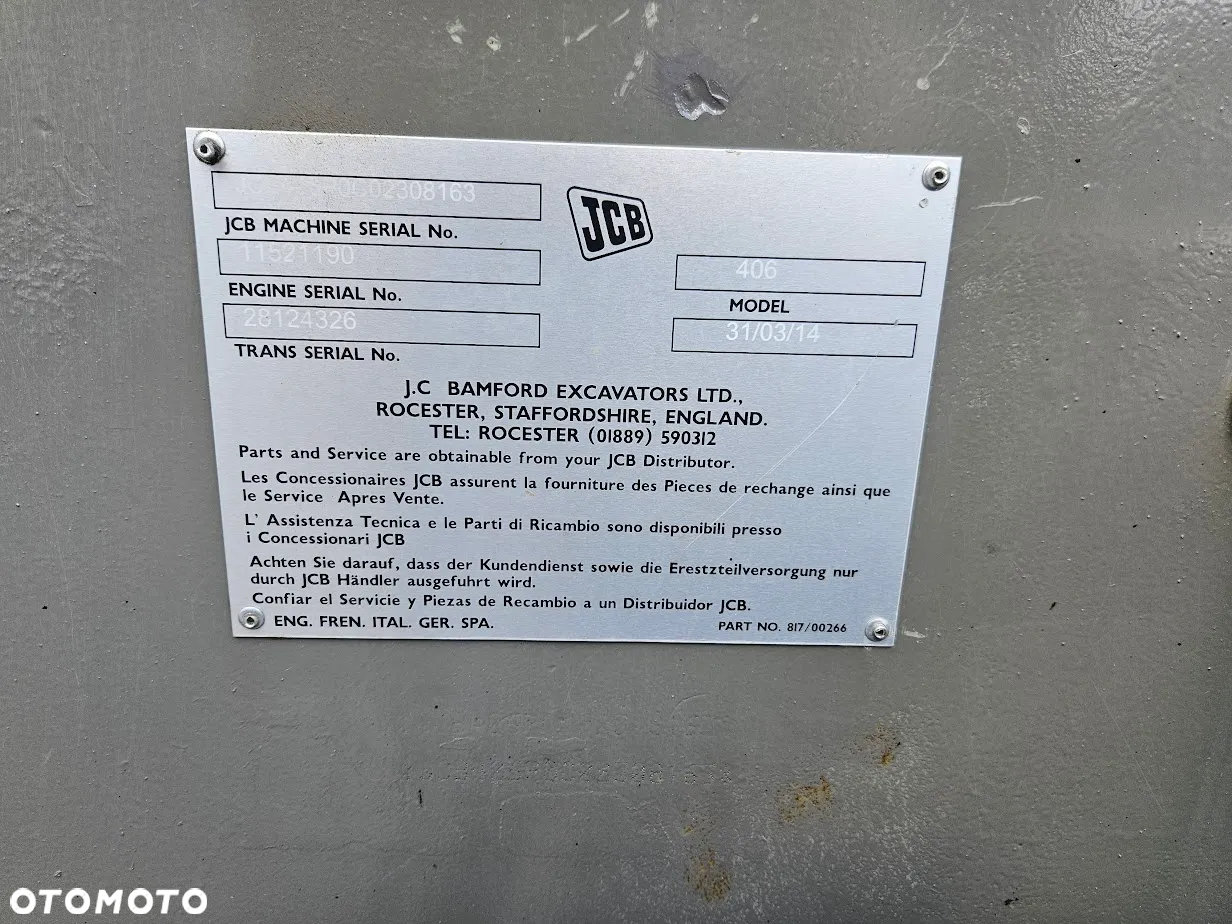 02308163
JCB MACHINE SERIAL No.
JCB
11521190
406
ENGINE SERIAL No.
MODEL
28124326
31/03/14
TRANS SERIAL No.
J.C BAMFORD EXCAVATORS LTD.,
ROCESTER, STAFFORDSHIRE, ENGLAND.
TEL: ROCESTER (01889) 590312
Parts and Service are obtainable from your JCB Distributor.
Les Concessionaires JCB assurent la fourniture des Pieces de rechange ainsi que
le Service Apres Vente.
L' Assistenza Tecnica e le Parti di Ricambio sono disponibili presso
i Concessionari JCB
Achten Sie darauf, dass der Kundendienst sowie die Erestzteilversorgung nur
durch JCB Händler ausgefuhrt wird.
Confiar el Servicie y Piezas de Recambio a un Distribuidor JCB.
ENG. FREN. ITAL. GER. SPA.
PART NO. 817/00266
OTOMOTO